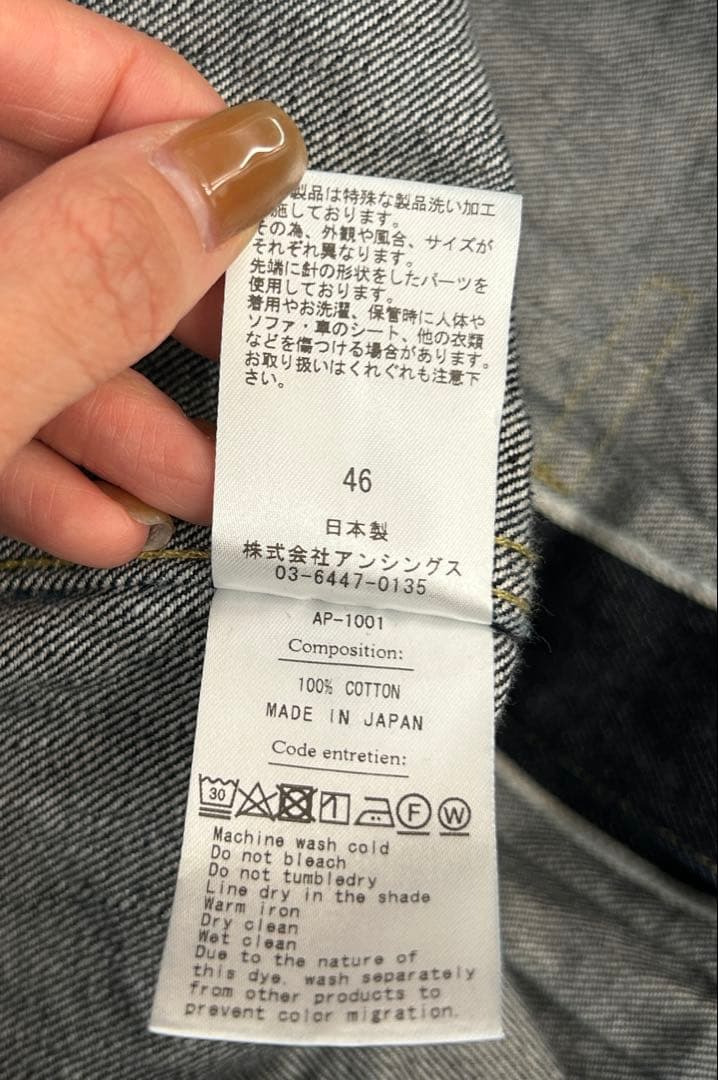 製品は特殊な製品洗い加工
施しております。
その為、外観や風合、サイズが
それぞれ異なります。
先端に針の形状をしたパーツを
使用しております。
着用やお洗濯、保管時に人体や
ソファ・車のシート、他の衣類
などを傷つける場合があります。
お取り扱いはくれぐれも注意下
さい。
46
日本製
株式会社アンシングス
03-6447-0135
AP-1001
Composition:
100% COTTON
MADE IN JAPAN
Code entretien:
30 F W
Machine wash cold
Do not bleach
Do not tumbledry
Line dry in the shade
Warm iron
Dry clean
Wet clean
Due to the nature of
this dye, wash separately
from other products to
prevent color migration.